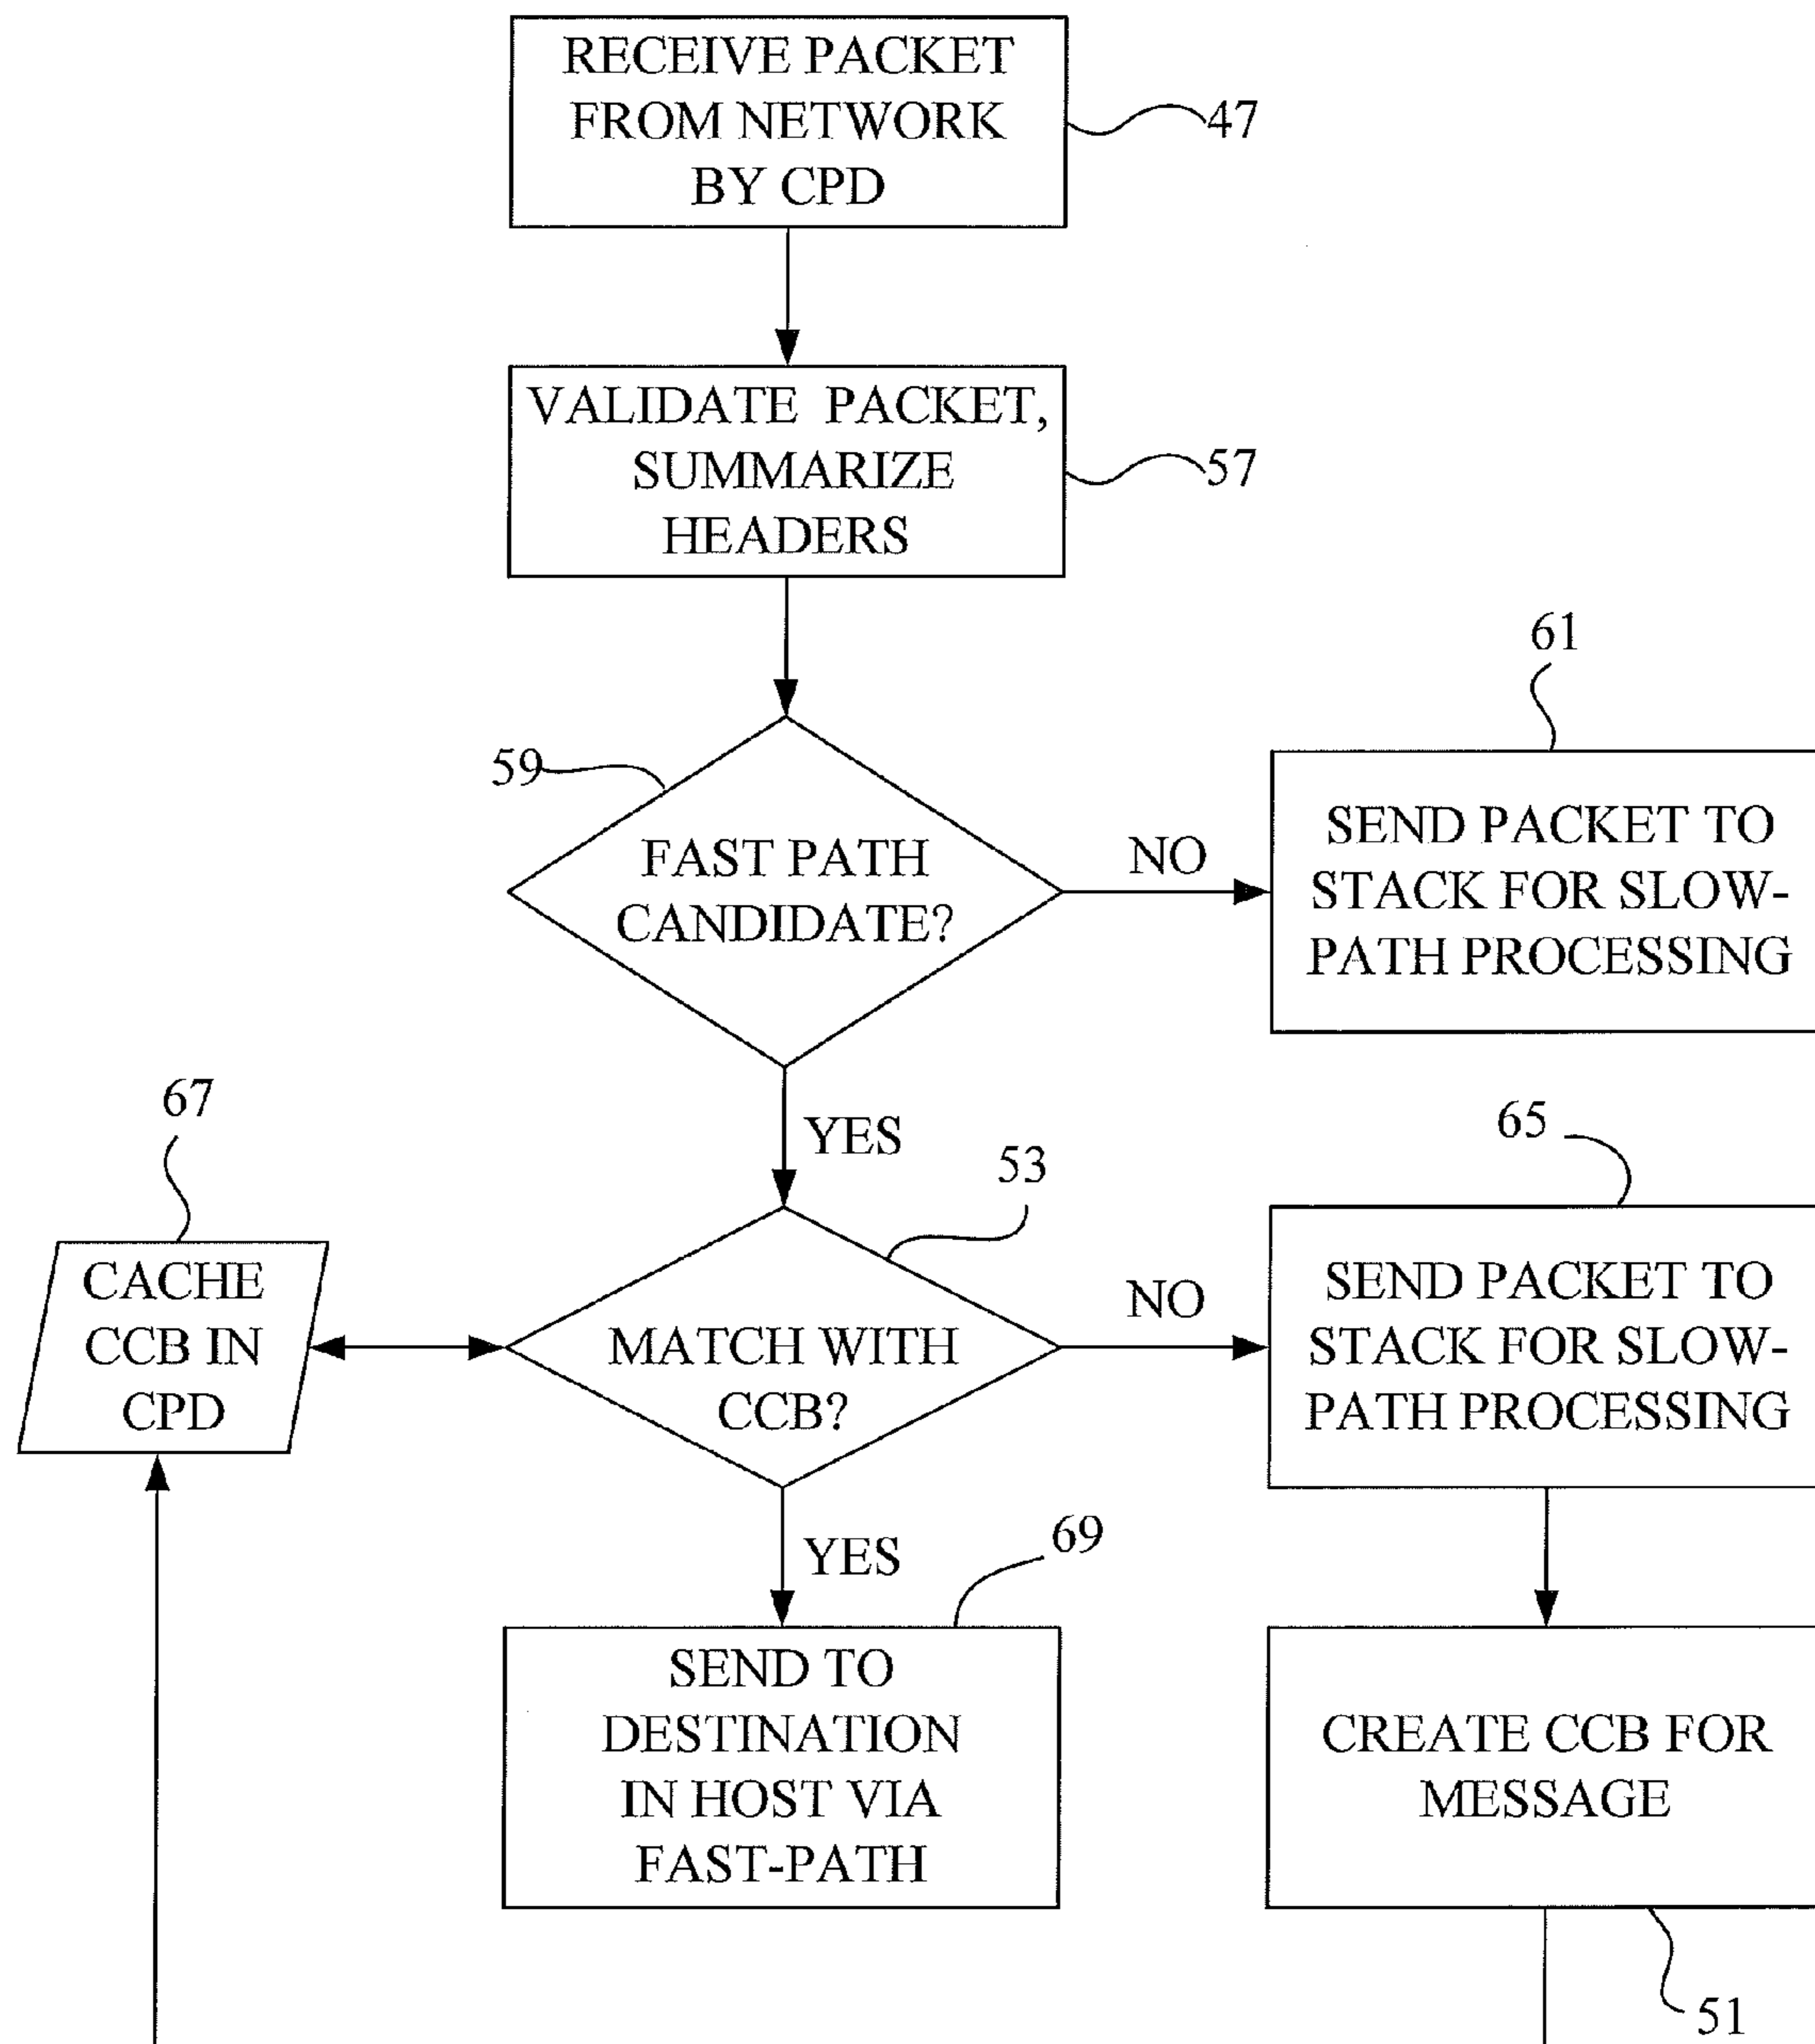 RECEIVE PACKET
FROM NETWORK
BY CPD
47
VALIDATE PACKET,
SUMMARIZE
HEADERS
57
59
FAST PATH
CANDIDATE?
NO
61
SEND PACKET TO
STACK FOR SLOW-
PATH PROCESSING
YES
67
CACHE
CCB IN
CPD
53
MATCH WITH
CCB?
NO
65
SEND PACKET TO
STACK FOR SLOW-
PATH PROCESSING
YES
69
SEND TO
DESTINATION
IN HOST VIA
FAST-PATH
CREATE CCB FOR
MESSAGE
51